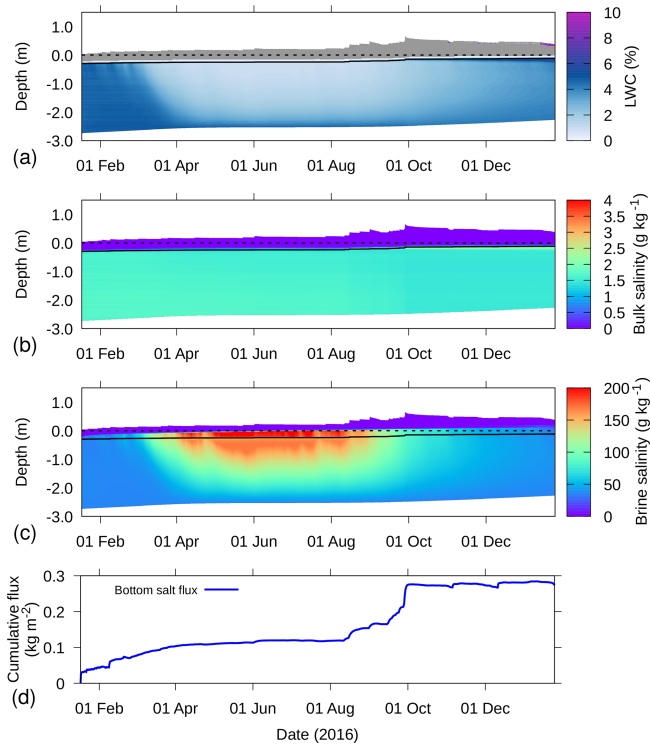 1.0
0.0
-1.0
-2.0
-3.0
Depth (m)
01 Feb 01 Apr 01 Jun 01 Aug 01 Oct 01 Dec
10
8
6
4
2
0
LWC (%)
(a)
1.0
0.0
-1.0
-2.0
-3.0
Depth (m)
01 Feb 01 Apr 01 Jun 01 Aug 01 Oct 01 Dec
4
3.5
3
2.5
2
1.5
1
0.5
0
Bulk salinity (g kg⁻¹)
(b)
1.0
0.0
-1.0
-2.0
-3.0
Depth (m)
01 Feb 01 Apr 01 Jun 01 Aug 01 Oct 01 Dec
200
150
100
50
0
Brine salinity (g kg⁻¹)
(c)
0.3
0.2
0.1
0
Cumulative flux
(kg m⁻²)
Bottom salt flux
(d)
01 Feb 01 Apr 01 Jun 01 Aug 01 Oct 01 Dec
Date (2016)